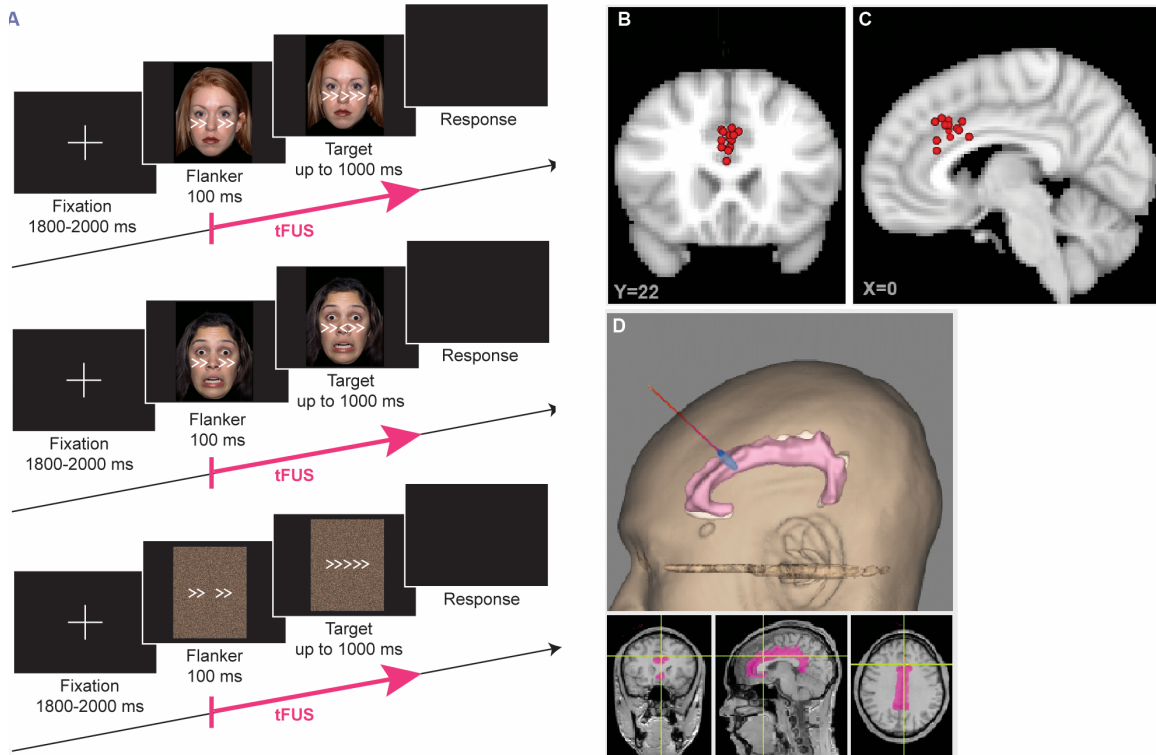 A
>> >>
>>>>>
Fixation
1800-2000 ms
Flanker
100 ms
Target
up to 1000 ms
Response
tFUS
>> >>
>><>>
Fixation
1800-2000 ms
Flanker
100 ms
Target
up to 1000 ms
Response
tFUS
>> >>
>>>>>
Fixation
1800-2000 ms
Flanker
100 ms
Target
up to 1000 ms
Response
tFUS
B
Y=22
C
X=0
D